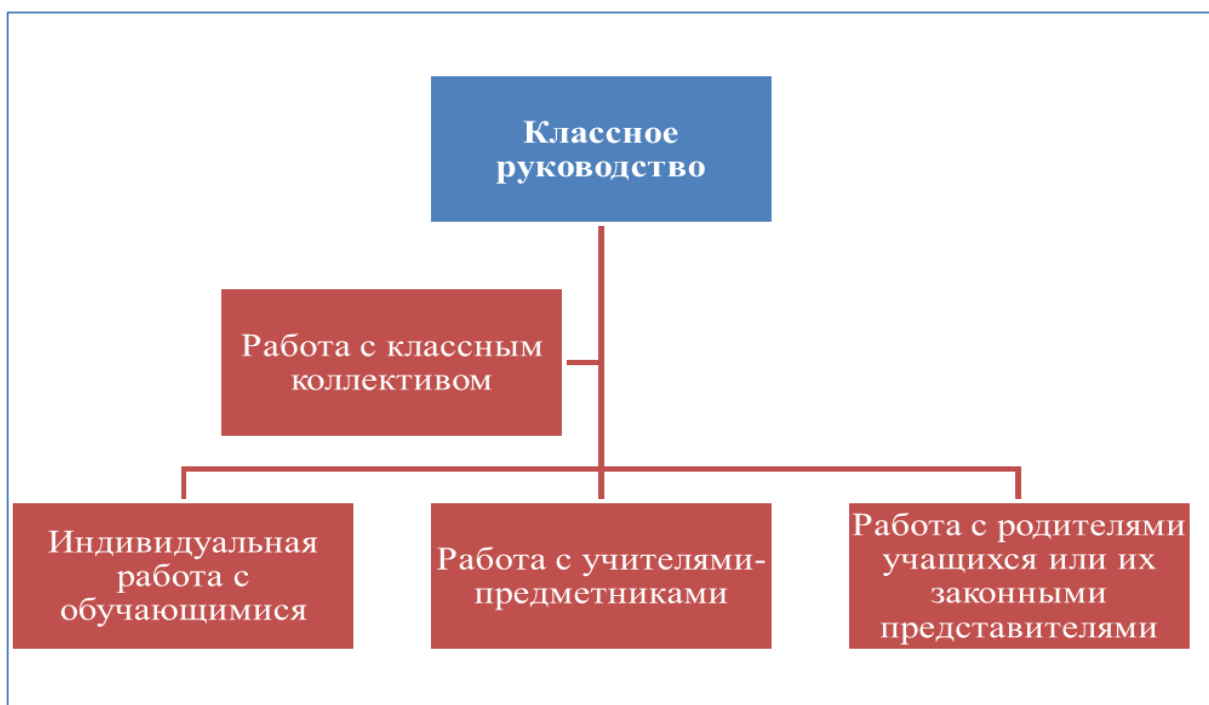 Классное
руководство
Работа с классным
коллективом
Индивидуальная
работа с
обучающимися
Работа с учителями-
предметниками
Работа с родителями
учащихся или их
законными
представителями